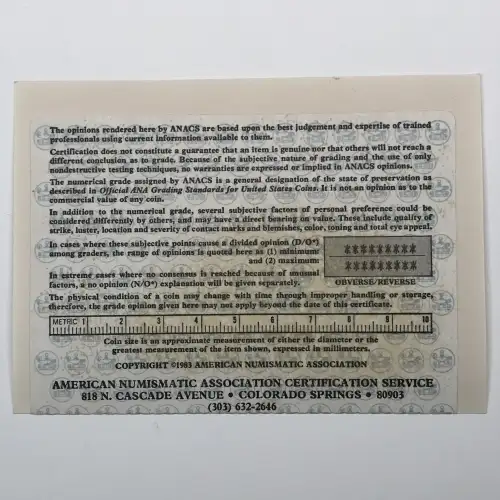 The opinions rendered here by ANACS are based upon the best judgement and expertise of trained
professionals using current information available to them.
Certification does not constitute a guarantee that an item is genuine nor that others will not reach a
different conclusion as to grade. Because of the subjective nature of grading and the use of only
nondestructive testing techniques, no warranties are expressed or implied in ANACS opinions.
The numerical grade assigned by ANACS is a general designation of the state of preservation as
described in Official ANA Grading Standards for United States Coins. It is not an opinion as to the
commercial value of any coin.
In addition to the numerical grade, several subjective factors of personal preference could be
considered differently by others, and may have a direct bearing on value. These include quality of
strike, luster, location and severity of contact marks and blemishes, color, toning and total eye appeal.
In cases where these subjective points cause a divided opinion (D/O*)
among graders, the range of opinions is quoted here as (1) minimum:
and (2) maximum:
*********
*********
OBVERSE/REVERSE
In extreme cases where no consensus is reached because of unusual
factors, a no opinion (N/O*) explanation will be given separately.
The physical condition of a coin may change with time through improper handling or storage,
therefore, the grade opinion given here may not apply beyond the date of this certificate.
METRIC 1 2 3 4 5 6 7 8 9 10
Coin size is an approximate measurement of either the diameter or the
greatest measurement of the item shown, expressed in millimeters.
COPYRIGHT ©1983 AMERICAN NUMISMATIC ASSOCIATION
AMERICAN NUMISMATIC ASSOCIATION CERTIFICATION SERVICE
818 N. CASCADE AVENUE • COLORADO SPRINGS • 80903
(303) 632-2646